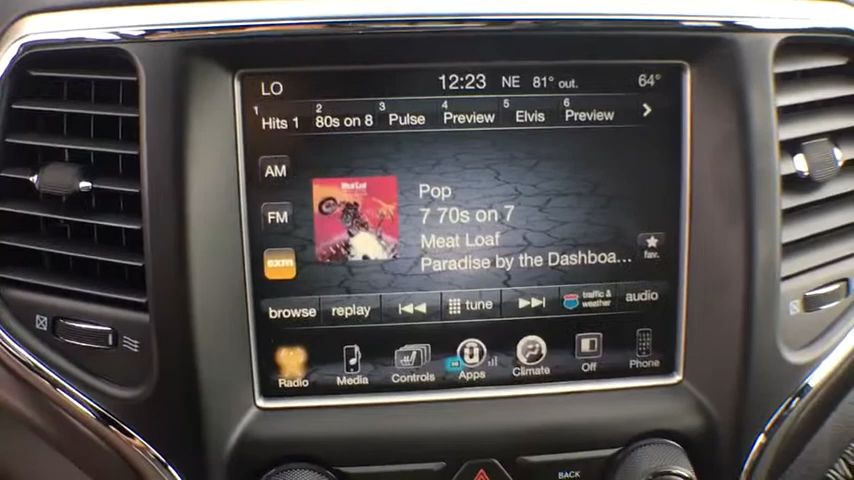 LO 12:23 NE 81° out. 64°
1 Hits 1 2 80s on 8 3 Pulse 4 Preview 5 Elvis 6 Preview
AM
FM
sxm
Pop
7 70s on 7
Meat Loaf
Paradise by the Dashboa...
fav.
browse replay tune traffic & weather audio
Radio Media Controls Apps Climate Off Phone
BACK